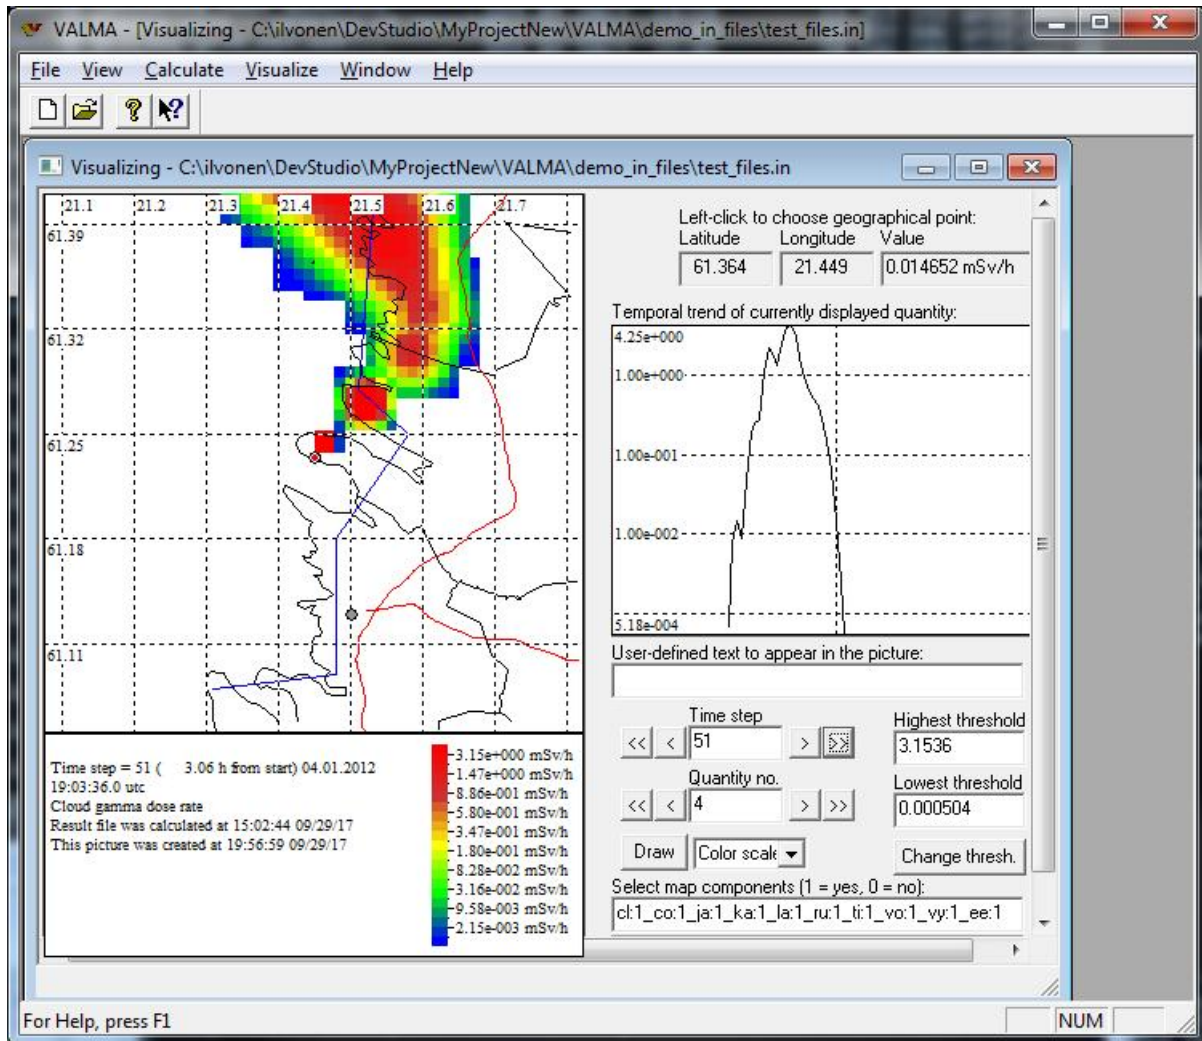 VALMA - [Visualizing - C:\ilvonen\DevStudio\MyProjectNew\VALMA\demo_in_files\test_files.in]
File View Calculate Visualize Window Help
Visualizing - C:\ilvonen\DevStudio\MyProjectNew\VALMA\demo_in_files\test_files.in
21.1 21.2 21.3 21.4 21.5 21.6 21.7
61.39
61.32
61.25
61.18
61.11
Left-click to choose geographical point:
Latitude Longitude Value
61.364 21.449 0.014652 mSv/h
Temporal trend of currently displayed quantity:
4.25e+000
1.00e+000
1.00e-001
1.00e-002
5.18e-004
User-defined text to appear in the picture:
Time step
<< < 51 > >>
Highest threshold
3.1536
Quantity no.
<< < 4 > >>
Lowest threshold
0.000504
Draw Color scale Change thresh.
Select map components (1 = yes, 0 = no):
cl:1_co:1_ja:1_ka:1_la:1_ru:1_ti:1_vo:1_vy:1_ee:1
Time step = 51 ( 3.06 h from start) 04.01.2012
19:03:36.0 utc
Cloud gamma dose rate
Result file was calculated at 15:02:44 09/29/17
This picture was created at 19:56:59 09/29/17
3.15e+000 mSv/h
1.47e+000 mSv/h
8.86e-001 mSv/h
5.80e-001 mSv/h
3.47e-001 mSv/h
1.80e-001 mSv/h
8.28e-002 mSv/h
3.16e-002 mSv/h
9.58e-003 mSv/h
2.15e-003 mSv/h
For Help, press F1
NUM